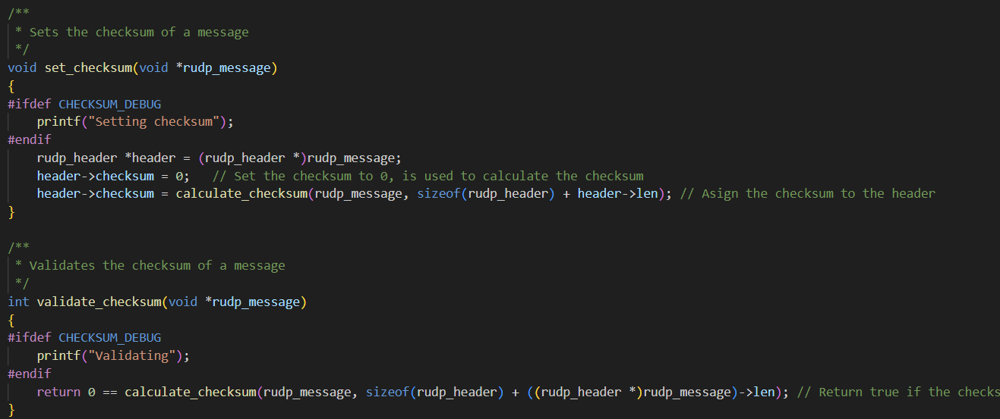 /**
 * Sets the checksum of a message
 */
void set_checksum(void *rudp_message)
{
#ifdef CHECKSUM_DEBUG
    printf("Setting checksum");
#endif
    rudp_header *header = (rudp_header *)rudp_message;
    header->checksum = 0;   // Set the checksum to 0, is used to calculate the checksum
    header->checksum = calculate_checksum(rudp_message, sizeof(rudp_header) + header->len); // Asign the checksum to the header
}

/**
 * Validates the checksum of a message
 */
int validate_checksum(void *rudp_message)
{
#ifdef CHECKSUM_DEBUG
    printf("Validating");
#endif
    return 0 == calculate_checksum(rudp_message, sizeof(rudp_header) + ((rudp_header *)rudp_message)->len); // Return true if the checks
}